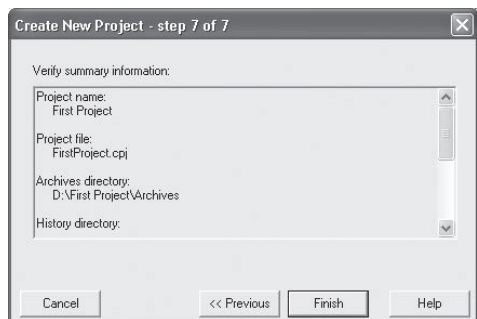 Create New Project - step 7 of 7
Verify summary information:
Project name:
First Project
Project file:
FirstProject.cpj
Archives directory:
D:\First Project\Archives
History directory:
Cancel
<< Previous
Finish
Help